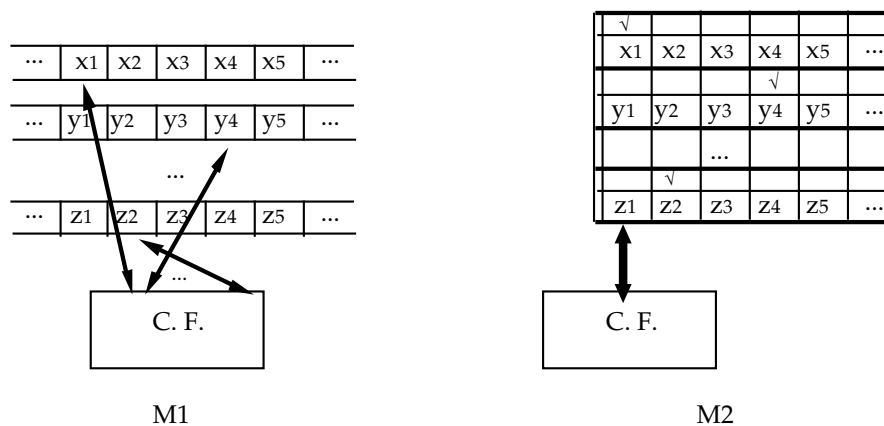 ... x1 x2 x3 x4 x5 ...
... y1 y2 y3 y4 y5 ...
...
... z1 z2 z3 z4 z5 ...
...
C. F.
M1
√
x1 x2 x3 x4 x5 ...
√
y1 y2 y3 y4 y5 ...
...
√
z1 z2 z3 z4 z5 ...
C. F.
M2